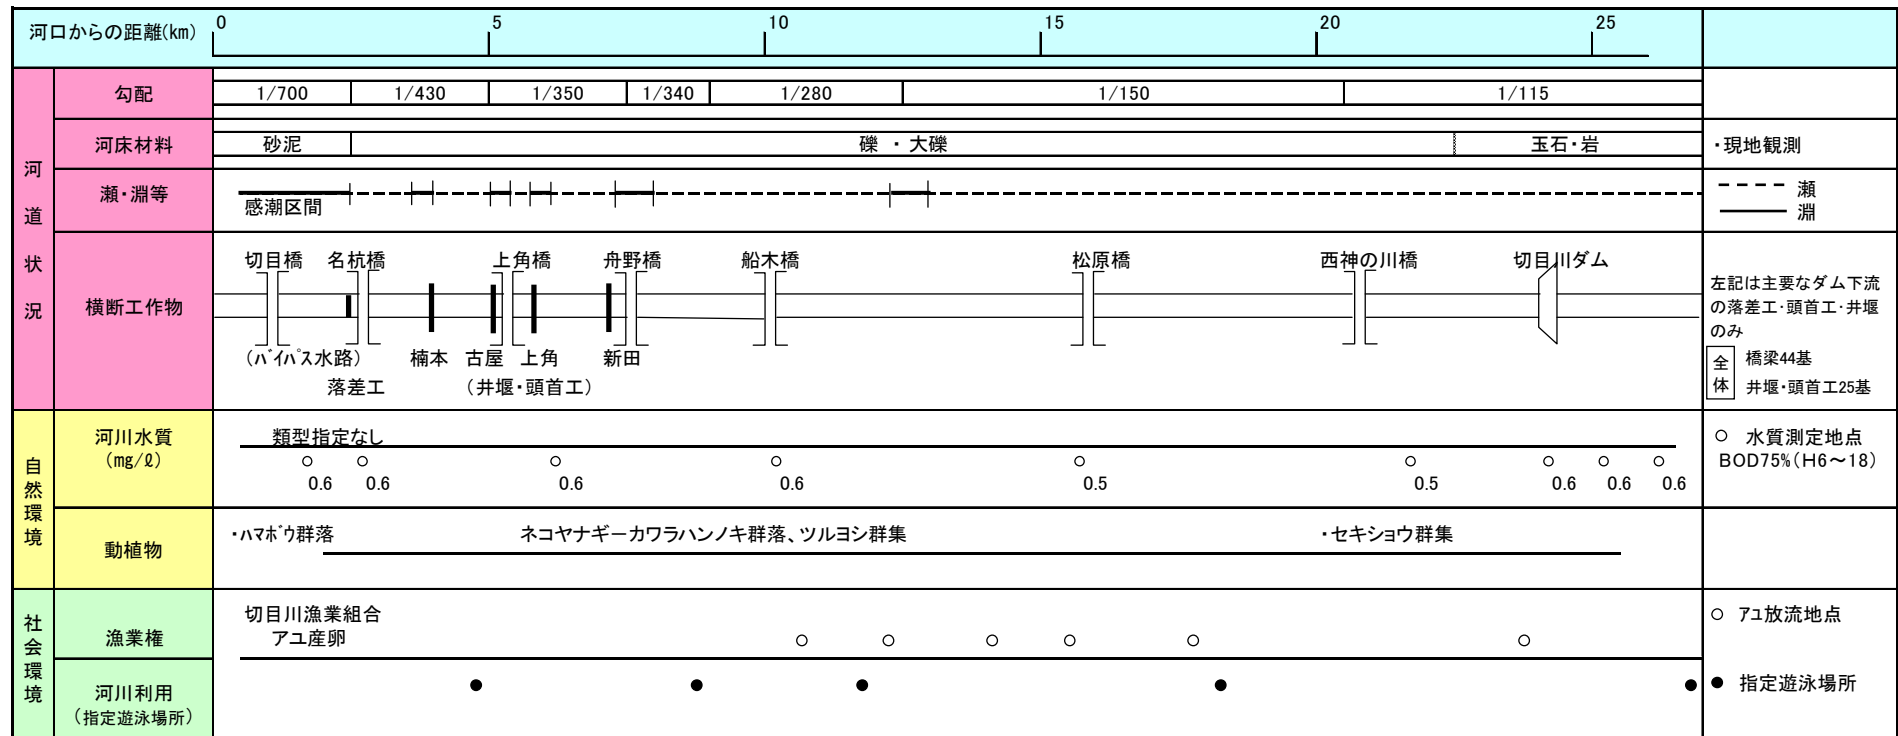 河口からの距離(km)
0 5 10 15 20 25
河道状況
勾配
1/700 1/430 1/350 1/340 1/280 1/150 1/115
河床材料
砂泥 礫 ・ 大礫 玉石・岩
・現地観測
瀬・淵等
感潮区間
瀬
淵
横断工作物
切目橋 名杭橋 上角橋 舟野橋 船木橋 松原橋 西神の川橋 切目川ダム
(バイパス水路) 楠本 古屋 上角 新田
落差工 (井堰・頭首工)
左記は主要なダム下流
の落差工・頭首工・井堰
のみ
全体
橋梁44基
井堰・頭首工25基
自然環境
河川水質
(mg/ℓ)
類型指定なし
0.6 0.6 0.6 0.6 0.5 0.5 0.6 0.6 0.6
○ 水質測定地点
BOD75%(H6～18)
動植物
・ハマボウ群落 ネコヤナギーカワラハンノキ群落、ツルヨシ群集 ・セキショウ群集
社会環境
漁業権
切目川漁業組合
アユ産卵
○ アユ放流地点
河川利用
(指定遊泳場所)
● 指定遊泳場所